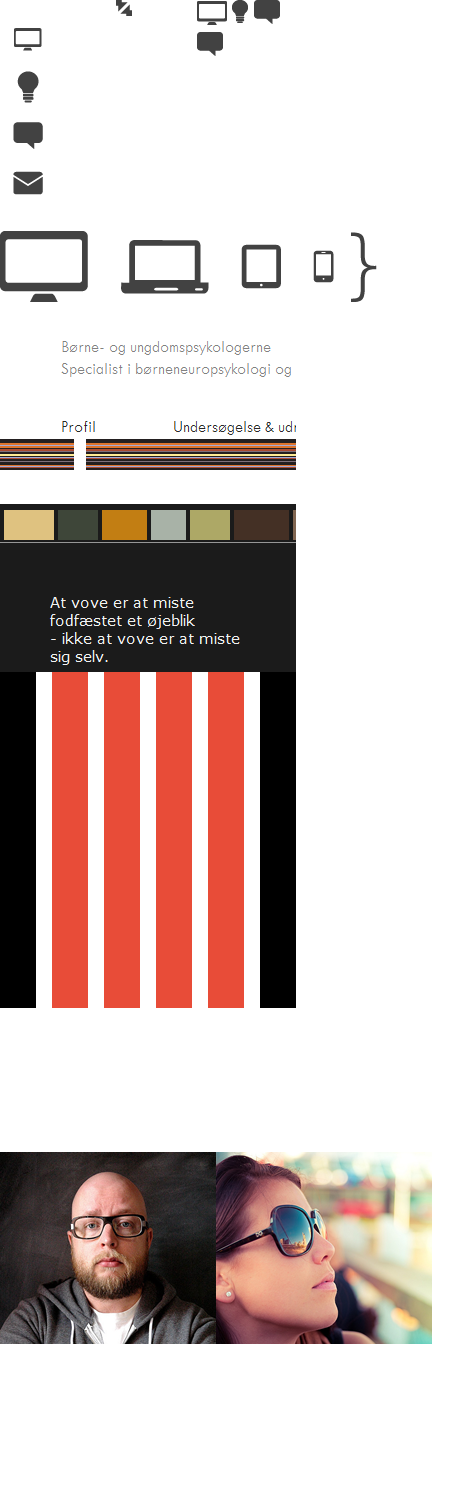 }
Børne- og ungdomspsykologerne
Specialist i børneneuropsykologi og
Profil Undersøgelse & udr
At vove er at miste
fodfæstet et øjeblik
- ikke at vove er at miste
sig selv.